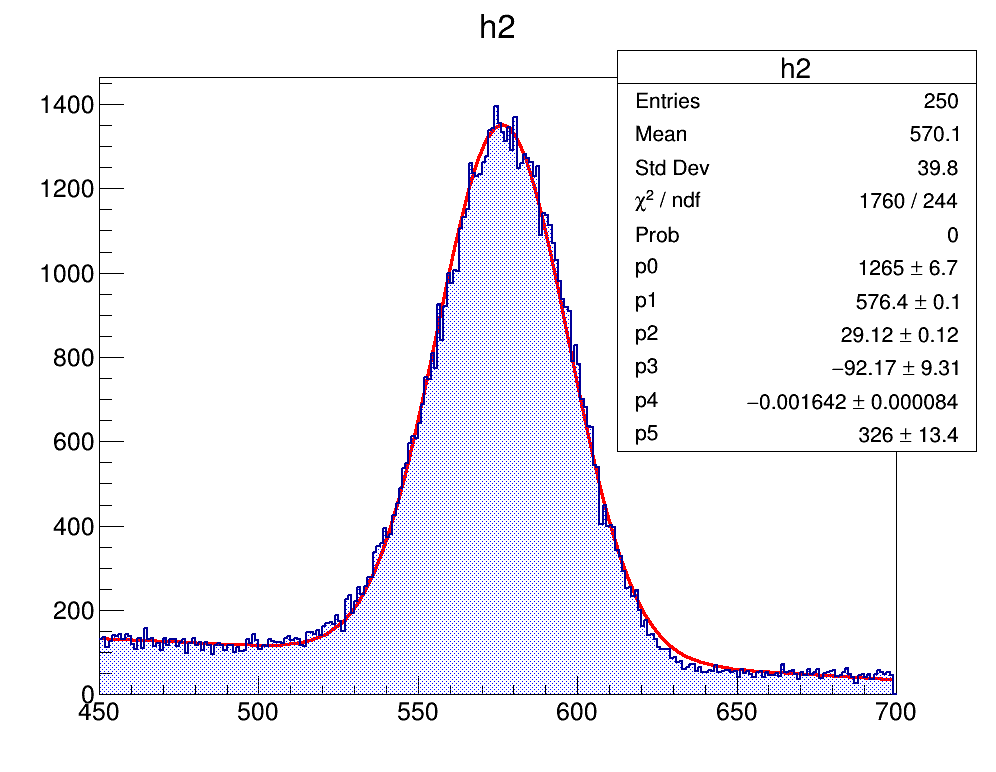 h2
h2
Entries 250
Mean 570.1
Std Dev 39.8
χ² / ndf 1760 / 244
Prob 0
p0 1265 ± 6.7
p1 576.4 ± 0.1
p2 29.12 ± 0.12
p3 −92.17 ± 9.31
p4 −0.001642 ± 0.000084
p5 326 ± 13.4
1400
1200
1000
800
600
400
200
0
450 500 550 600 650 700